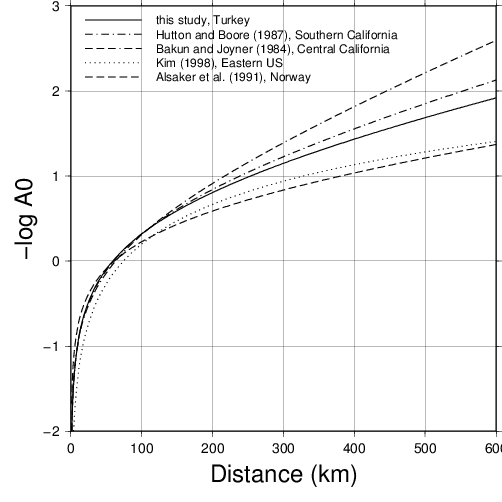 3
this study, Turkey
Hutton and Boore (1987), Southern California
Bakun and Joyner (1984), Central California
Kim (1998), Eastern US
Alsaker et al. (1991), Norway
2
1
−log A0
0
−1
−2
0 100 200 300 400 500 600
Distance (km)